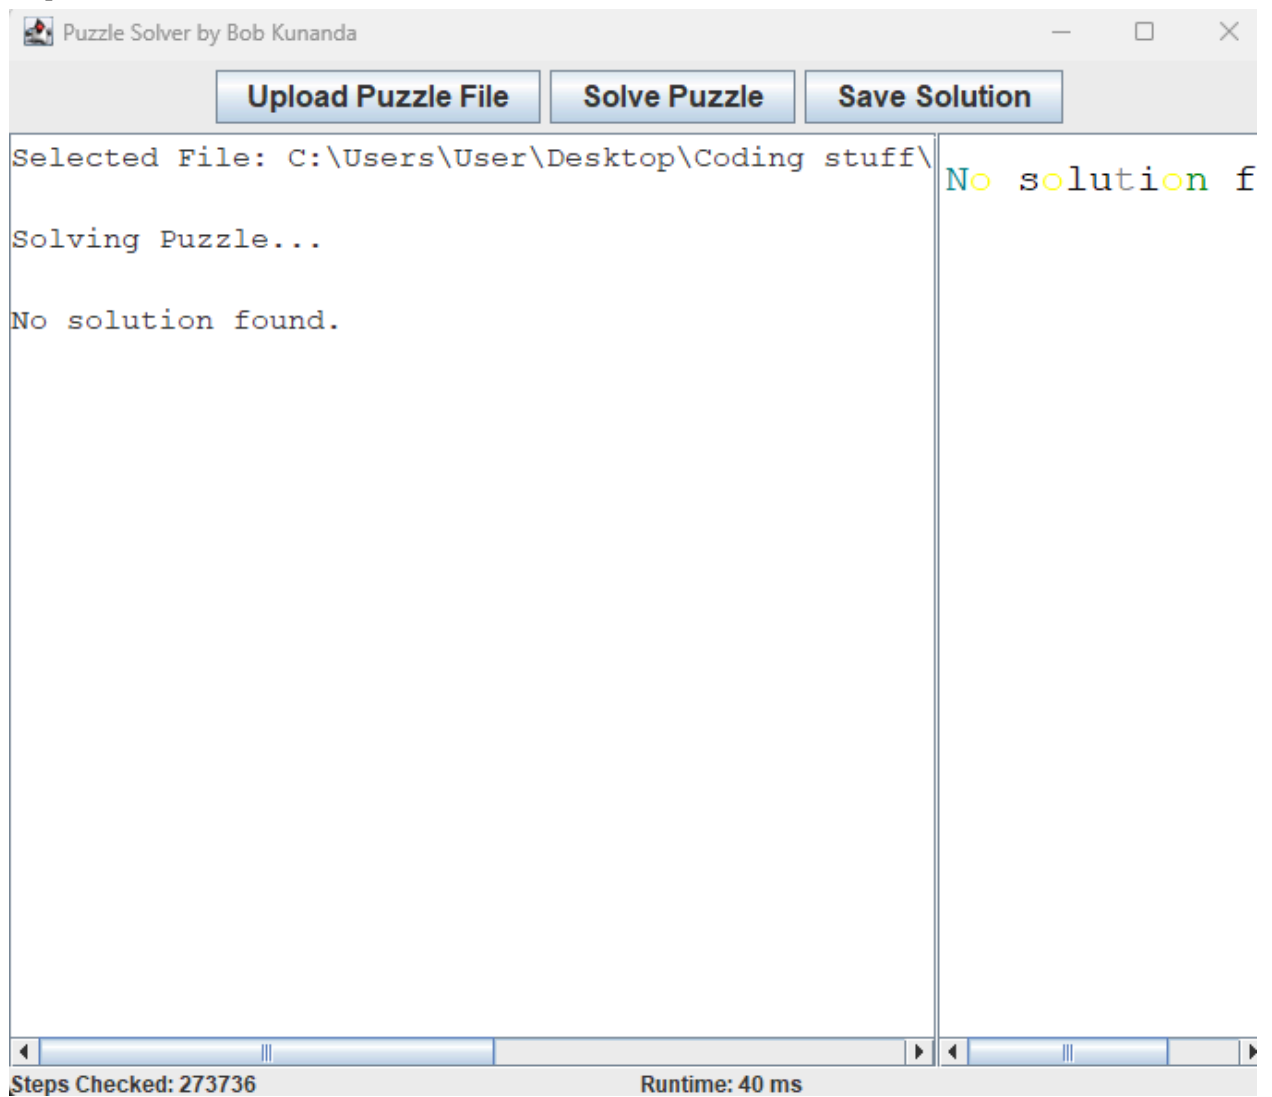 Puzzle Solver by Bob Kunanda
Upload Puzzle File
Solve Puzzle
Save Solution
Selected File: C:\Users\User\Desktop\Coding stuff\
Solving Puzzle...
No solution found.
No solution f
Steps Checked: 273736
Runtime: 40 ms